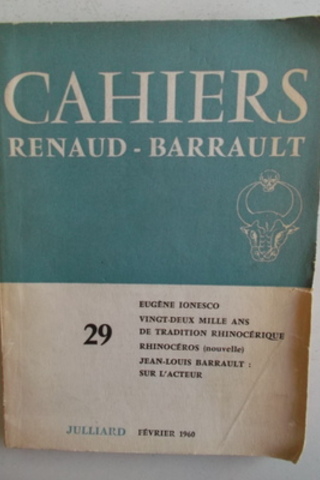 CAHIERS
RENAUD - BARRAULT
29
EUGÈNE IONESCO
VINGT-DEUX MILLE ANS
DE TRADITION RHINOCÉRIQUE
RHINOCÉROS (nouvelle)
JEAN-LOUIS BARRAULT :
SUR L'ACTEUR
JULLIARD FÉVRIER 1960